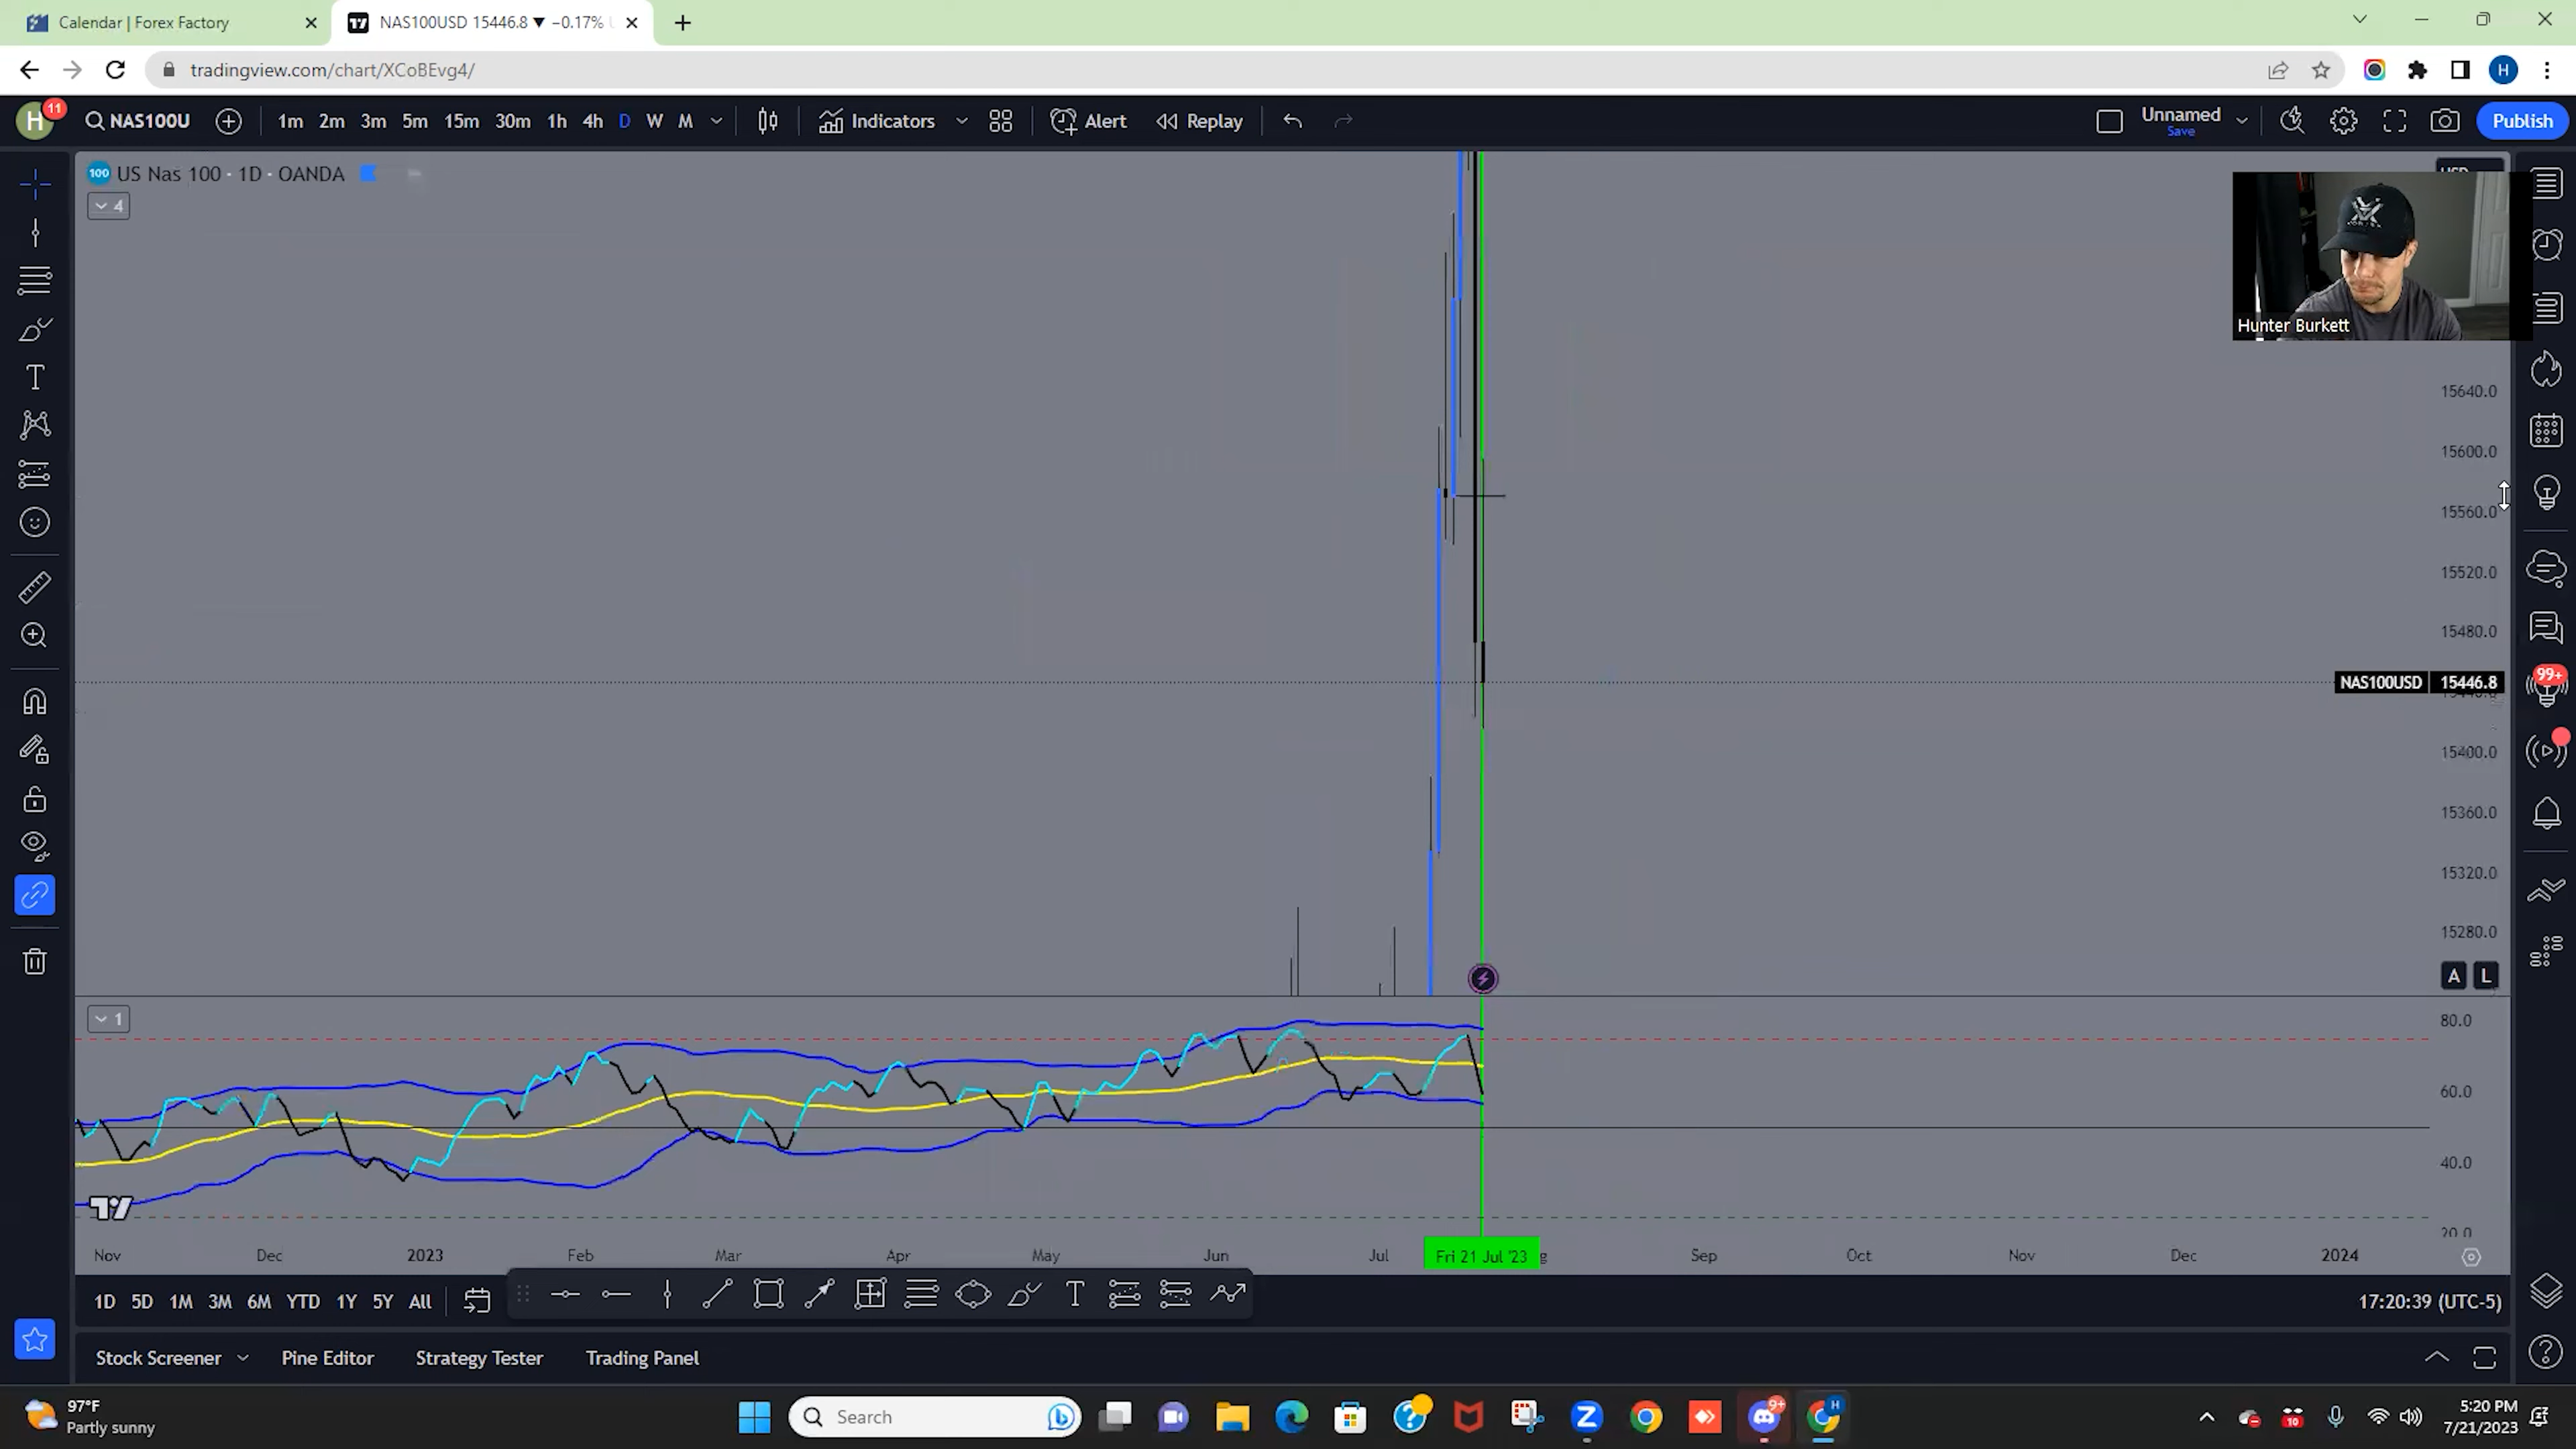 Calendar | Forex Factory
NAS100USD 15446.8 ▼ −0.17%
tradingview.com/chart/XCoBEvg4/
H
H
11
NAS100U
1m 2m 3m 5m 15m 30m 1h 4h D W M
Indicators
Alert
Replay
Unnamed
Save
Publish
100
US Nas 100 · 1D · OANDA
4
Hunter Burkett
15640.0
15600.0
15560.0
15520.0
15480.0
NAS100USD 15446.8
15400.0
15360.0
15320.0
15280.0
A L
99+
1
80.0
60.0
40.0
20.0
Nov Dec 2023 Feb Mar Apr May Jun Jul Fri 21 Jul '23 Sep Oct Nov Dec 2024
1D 5D 1M 3M 6M YTD 1Y 5Y All
T
17:20:39 (UTC-5)
Stock Screener Pine Editor Strategy Tester Trading Panel
97°F
Partly sunny
Search
9+
H
10
5:20 PM
7/21/2023